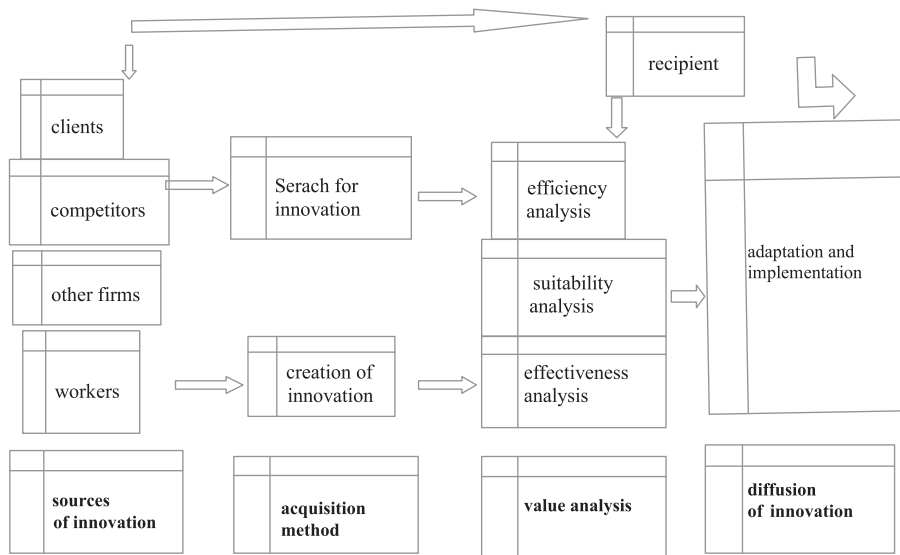 recipient
clients
competitors
other firms
workers
Serach for
innovation
creation of
innovation
efficiency
analysis
suitability
analysis
effectiveness
analysis
adaptation and
implementation
sources
of innovation
acquisition
method
value analysis
diffusion
of innovation